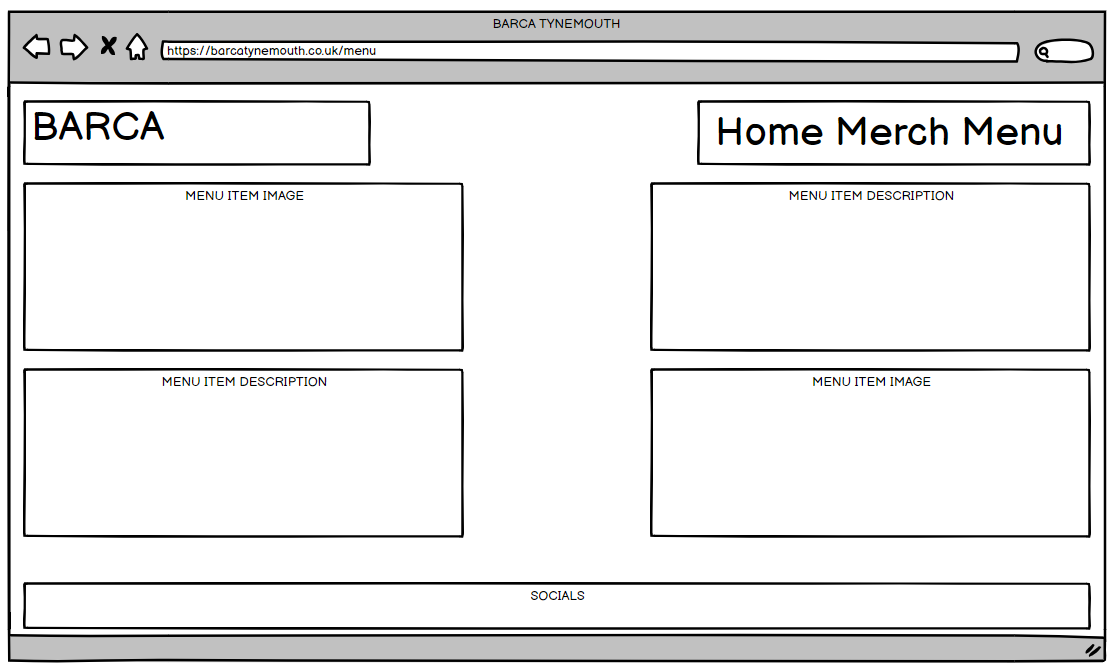 BARCA TYNEMOUTH
https://barcatynemouth.co.uk/menu
BARCA
Home Merch Menu
MENU ITEM IMAGE
MENU ITEM DESCRIPTION
MENU ITEM DESCRIPTION
MENU ITEM IMAGE
SOCIALS